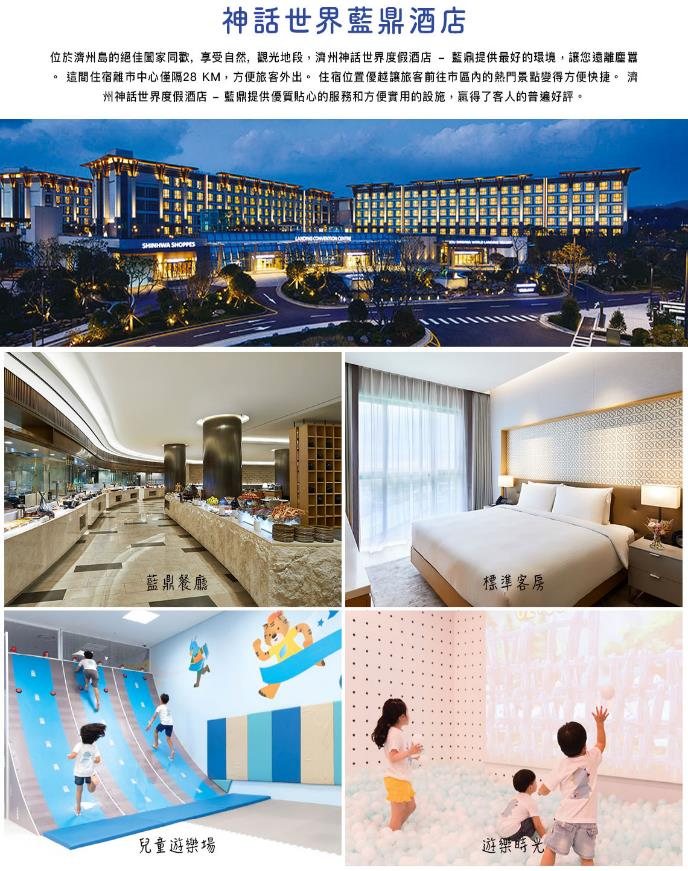 神話世界藍鼎酒店
位於濟州島的絕佳闔家同歡, 享受自然, 觀光地段，濟州神話世界度假酒店 – 藍鼎提供最好的環境，讓您遠離塵囂
。 這間住宿離市中心僅隔28 KM，方便旅客外出。 住宿位置優越讓旅客前往市區內的熱門景點變得方便快捷。 濟
州神話世界度假酒店 – 藍鼎提供優質貼心的服務和方便實用的設施，贏得了客人的普遍好評。
SHINHWA SHOPPES
LANDING CONVENTION CENTRE
藍鼎餐廳
標準客房
兒童遊樂場
遊樂時光